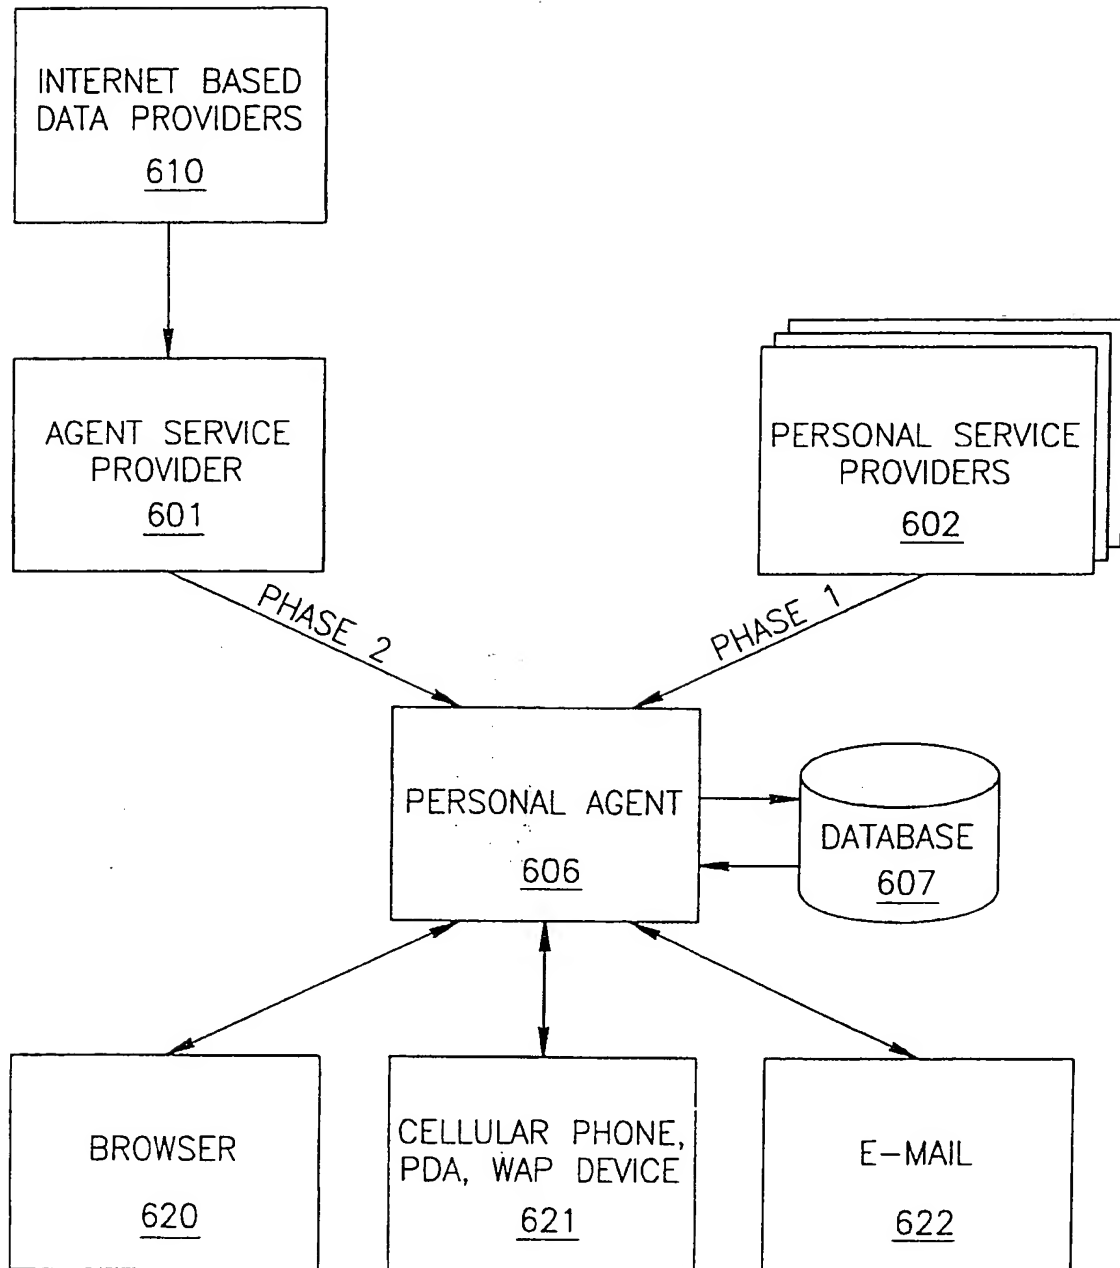 INTERNET BASED
DATA PROVIDERS
610
AGENT SERVICE
PROVIDER
601
PERSONAL SERVICE
PROVIDERS
602
PHASE 2
PHASE 1
PERSONAL AGENT
606
DATABASE
607
BROWSER
620
CELLULAR PHONE,
PDA, WAP DEVICE
621
E-MAIL
622